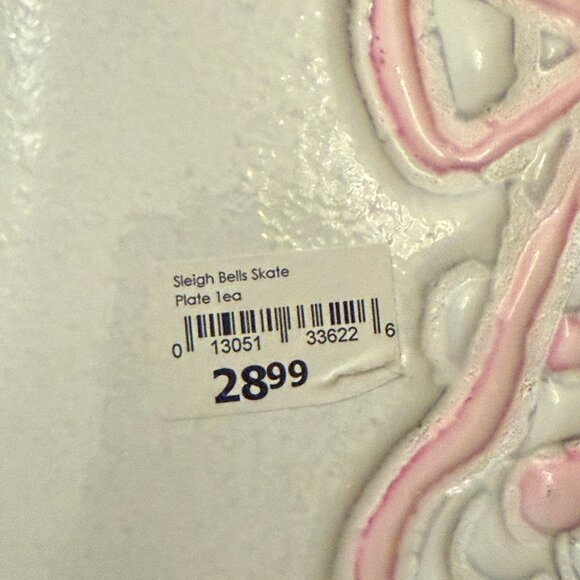 Sleigh Bells Skate
Plate 1ea
0 13051 33622 6
2899